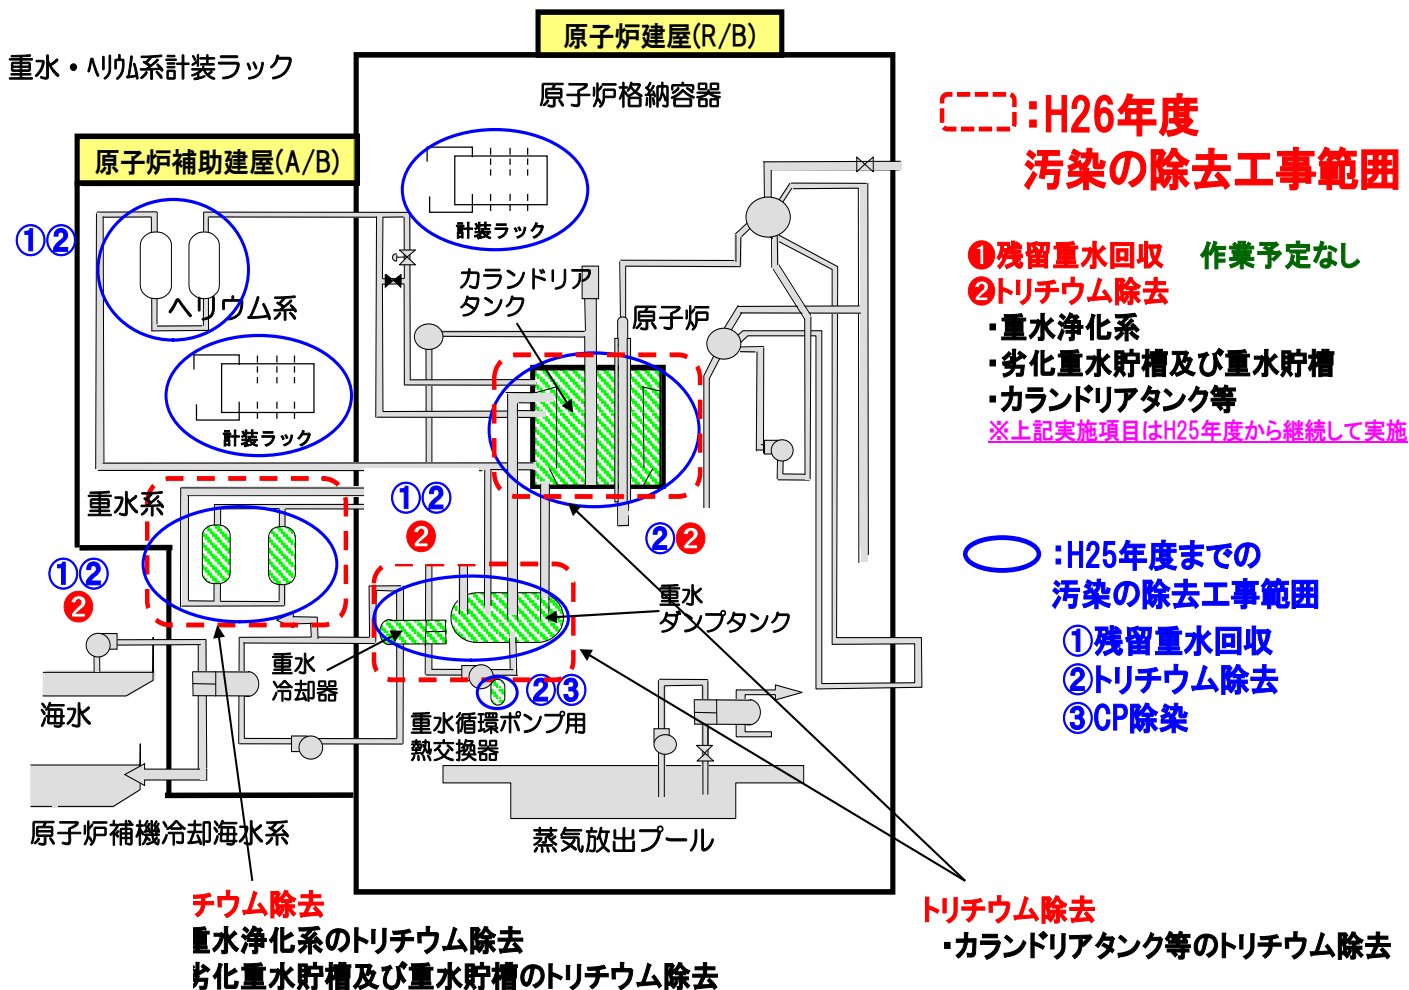 原子炉建屋(R/B)
重水・ヘリウム系計装ラック
原子炉格納容器
原子炉補助建屋(A/B)
計装ラック
①②
ヘリウム系
カランドリア
タンク
原子炉
計装ラック
重水系
①②
❷
①②
❷
②❷
重水
ダンプタンク
重水
冷却器
②③
海水
重水循環ポンプ用
熱交換器
原子炉補機冷却海水系
蒸気放出プール
チウム除去
重水浄化系のトリチウム除去
劣化重水貯槽及び重水貯槽のトリチウム除去
トリチウム除去
・カランドリアタンク等のトリチウム除去
:H26年度
汚染の除去工事範囲
❶残留重水回収 作業予定なし
❷トリチウム除去
・重水浄化系
・劣化重水貯槽及び重水貯槽
・カランドリアタンク等
※上記実施項目はH25年度から継続して実施
:H25年度までの
汚染の除去工事範囲
①残留重水回収
②トリチウム除去
③CP除染